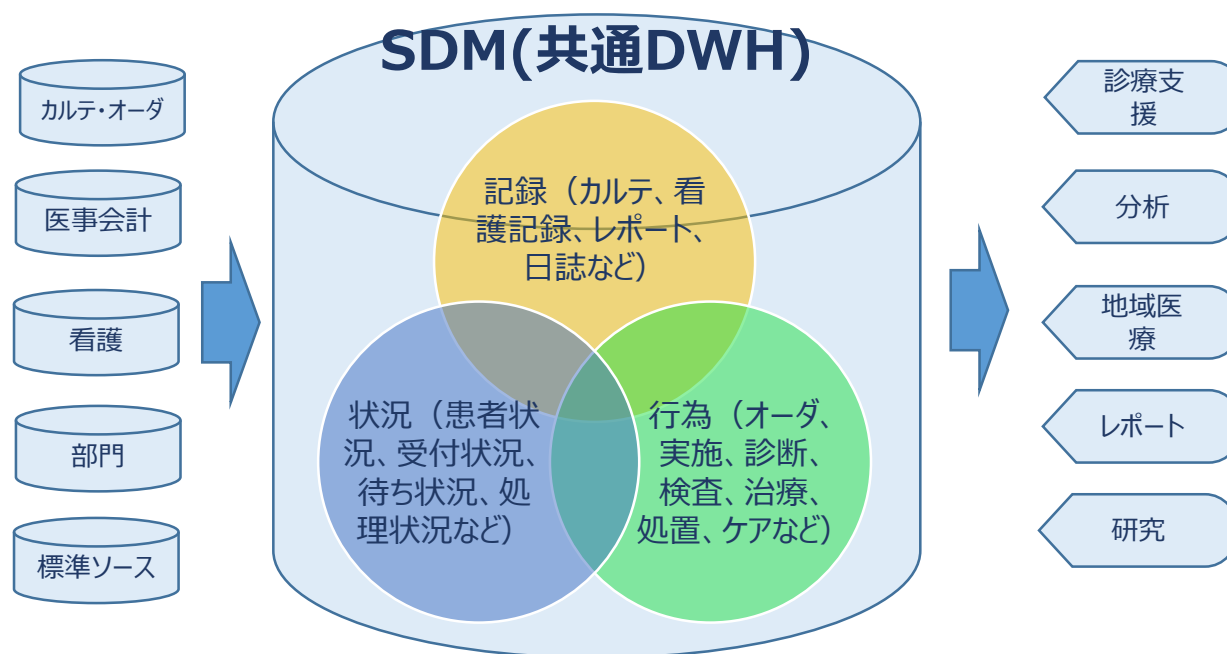 SDM(共通DWH)
カルテ・オーダ
医事会計
看護
部門
標準ソース
記録（カルテ、看
護記録、レポート、
日誌など）
状況（患者状
況、受付状況、
待ち状況、処
理状況など）
行為（オーダ、
実施、診断、
検査、治療、
処置、ケアなど）
診療支
援
分析
地域医
療
レポート
研究